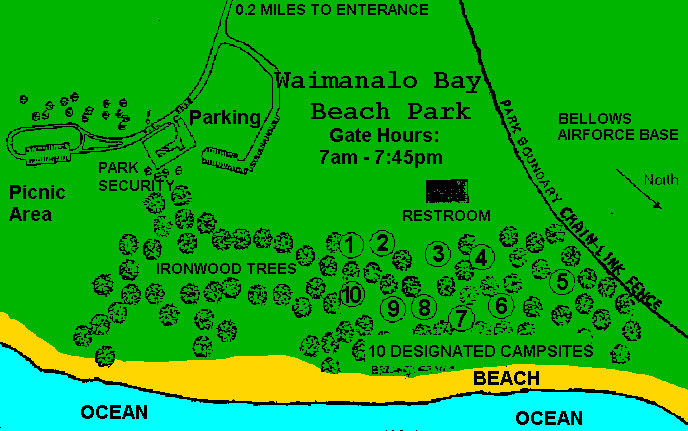 0.2 MILES TO ENTERANCE
Waimanalo Bay
Beach Park
Gate Hours:
7am - 7:45pm
Parking
BELLOWS
AIRFORCE BASE
PARK BOUNDARY
CHAIN-LINK FENCE
North
PARK
SECURITY
Picnic
Area
RESTROOM
IRONWOOD TREES
1
2
3
4
5
10
9
8
7
6
10 DESIGNATED CAMPSITES
BEACH
OCEAN
OCEAN